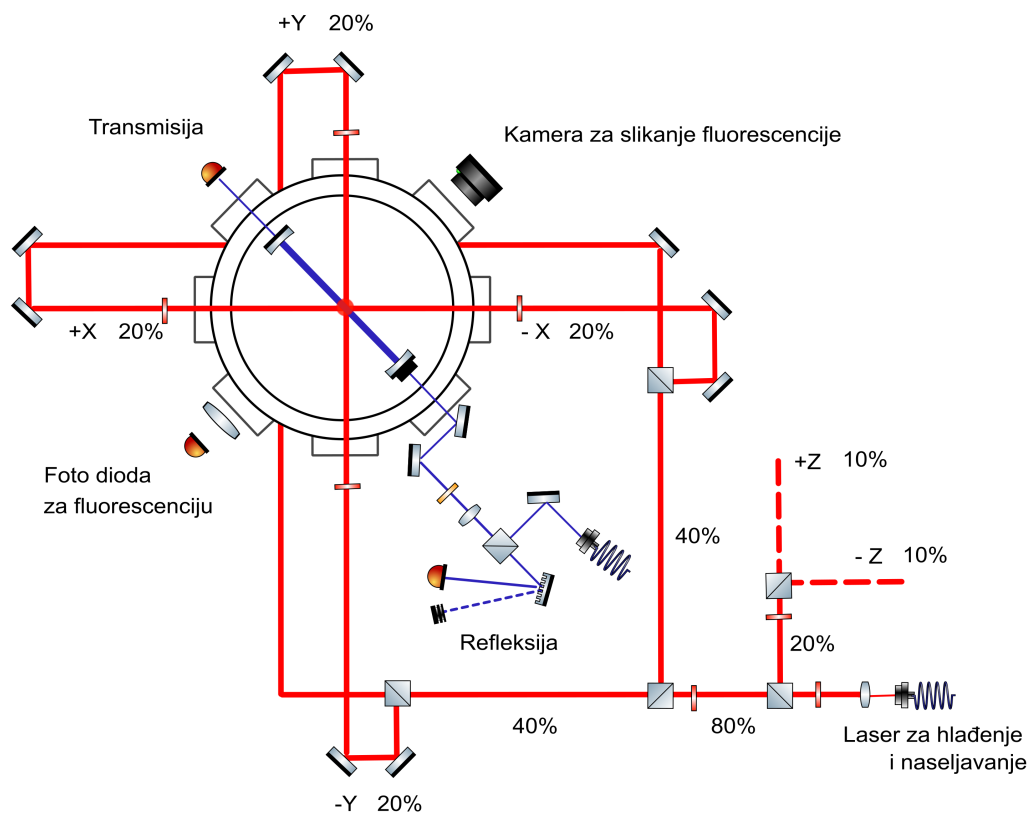 +Y 20%
Transmisija
Kamera za slikanje fluorescencije
+X 20%
- X 20%
Foto dioda
za fluorescenciju
+Z 10%
40%
- Z 10%
Refleksija
20%
40%
80%
Laser za hlađenje
i naseljavanje
-Y 20%